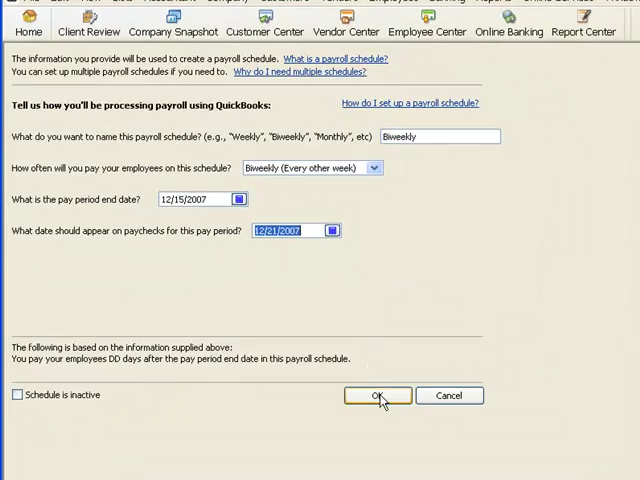 Home Client Review Company Snapshot Customer Center Vendor Center Employee Center Online Banking Report Center
The information you provide will be used to create a payroll schedule. What is a payroll schedule?
You can set up multiple payroll schedules if you need to. Why do I need multiple schedules?
Tell us how you'll be processing payroll using QuickBooks: How do I set up a payroll schedule?
What do you want to name this payroll schedule? (e.g., "Weekly", "Biweekly", "Monthly", etc) Biweekly
How often will you pay your employees on this schedule? Biweekly (Every other week)
What is the pay period end date? 12/15/2007
What date should appear on paychecks for this pay period? 12/21/2007
The following is based on the information supplied above:
You pay your employees DD days after the pay period end date in this payroll schedule.
Schedule is inactive OK Cancel